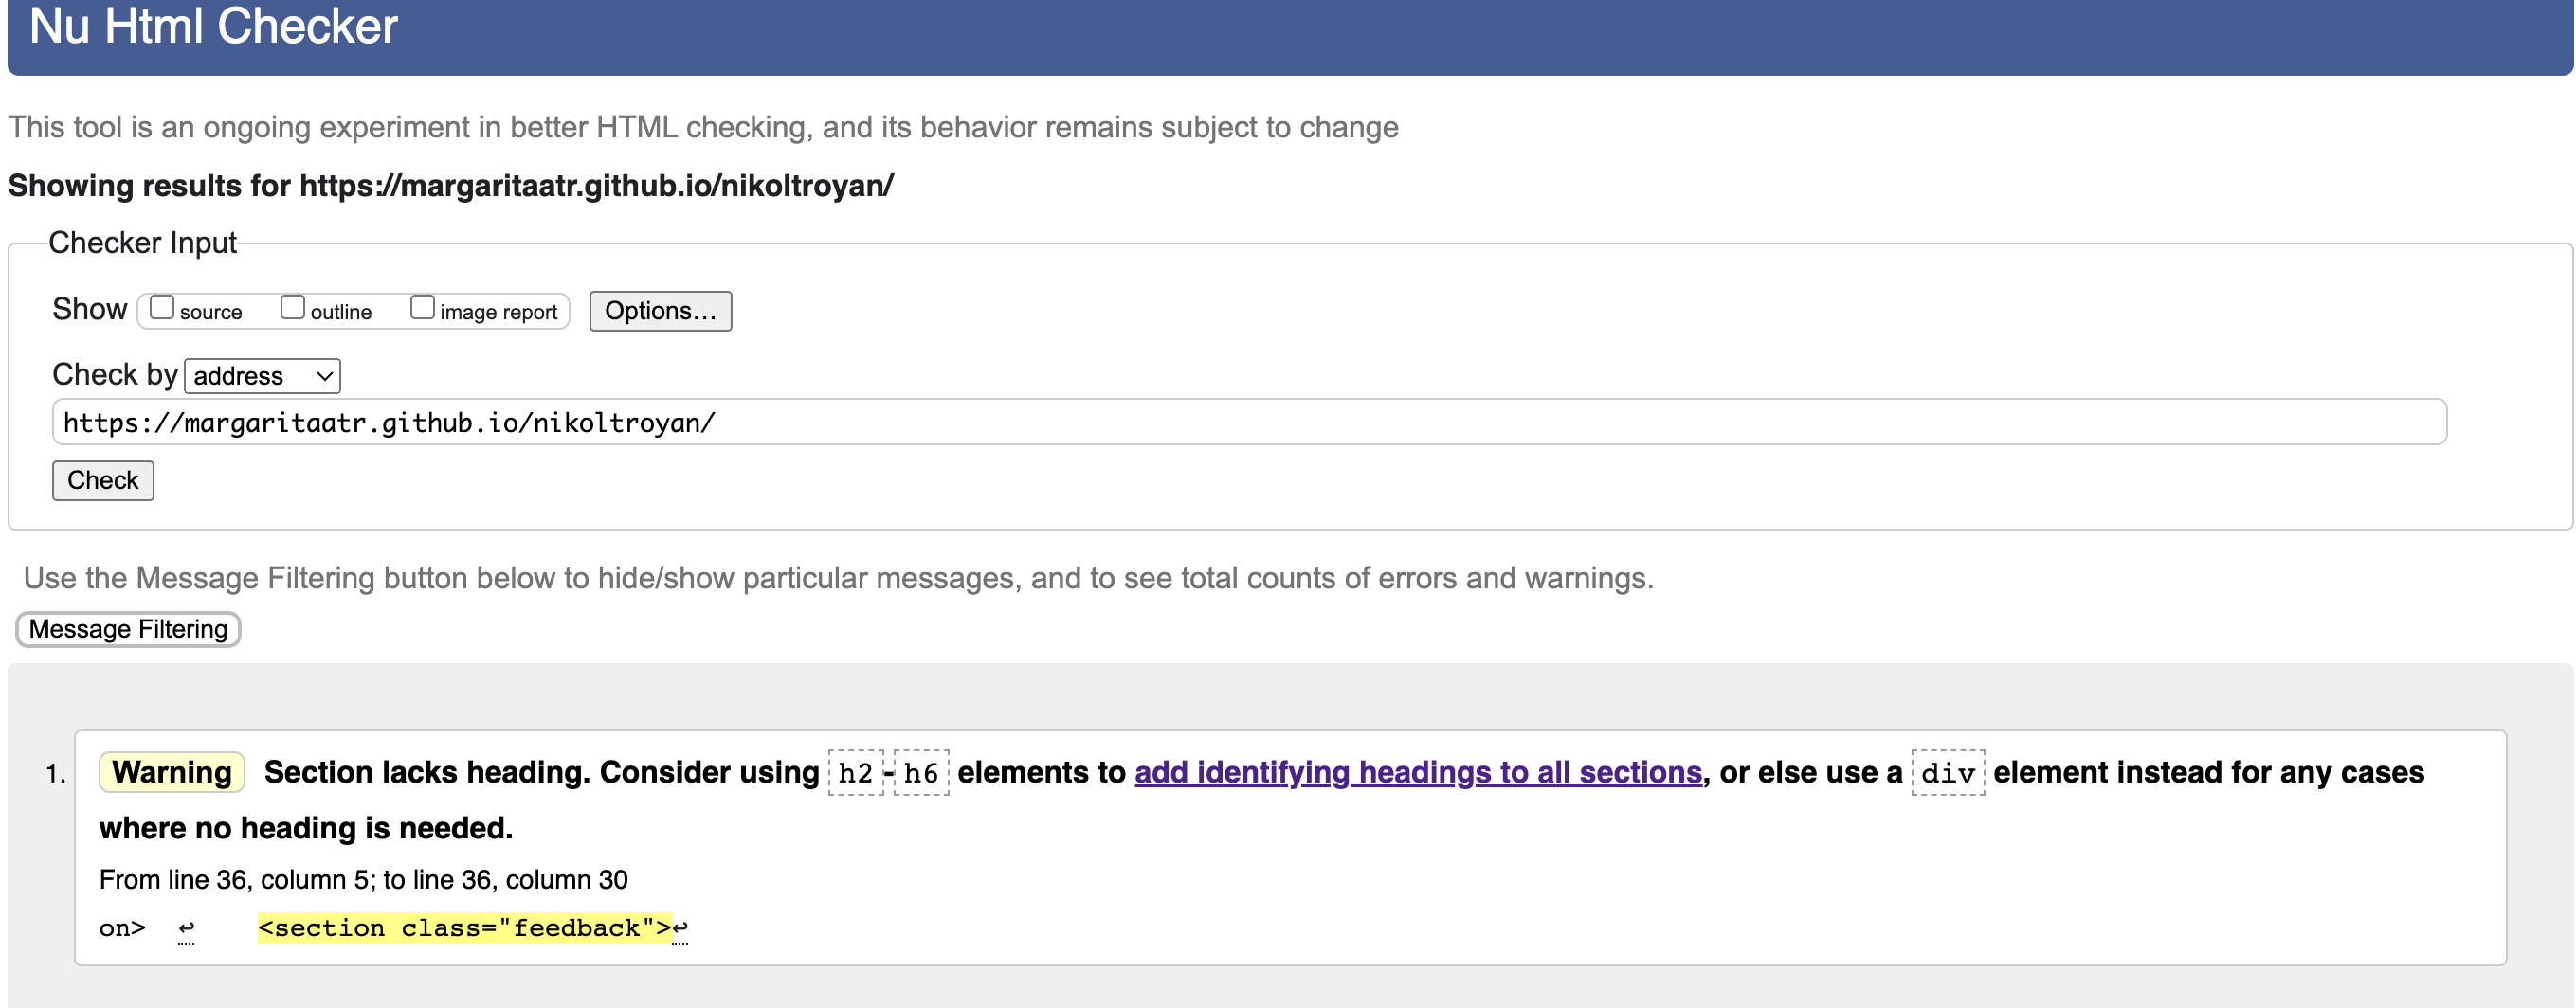 Nu Html Checker
This tool is an ongoing experiment in better HTML checking, and its behavior remains subject to change
Showing results for https://margaritaatr.github.io/nikoltroyan/
Checker Input
Show source outline image report Options...
Check by address
https://margaritaatr.github.io/nikoltroyan/
Check
Use the Message Filtering button below to hide/show particular messages, and to see total counts of errors and warnings.
Message Filtering
1. Warning Section lacks heading. Consider using h2-h6 elements to add identifying headings to all sections, or else use a div element instead for any cases
where no heading is needed.
From line 36, column 5; to line 36, column 30
on> ↩ <section class="feedback">↩